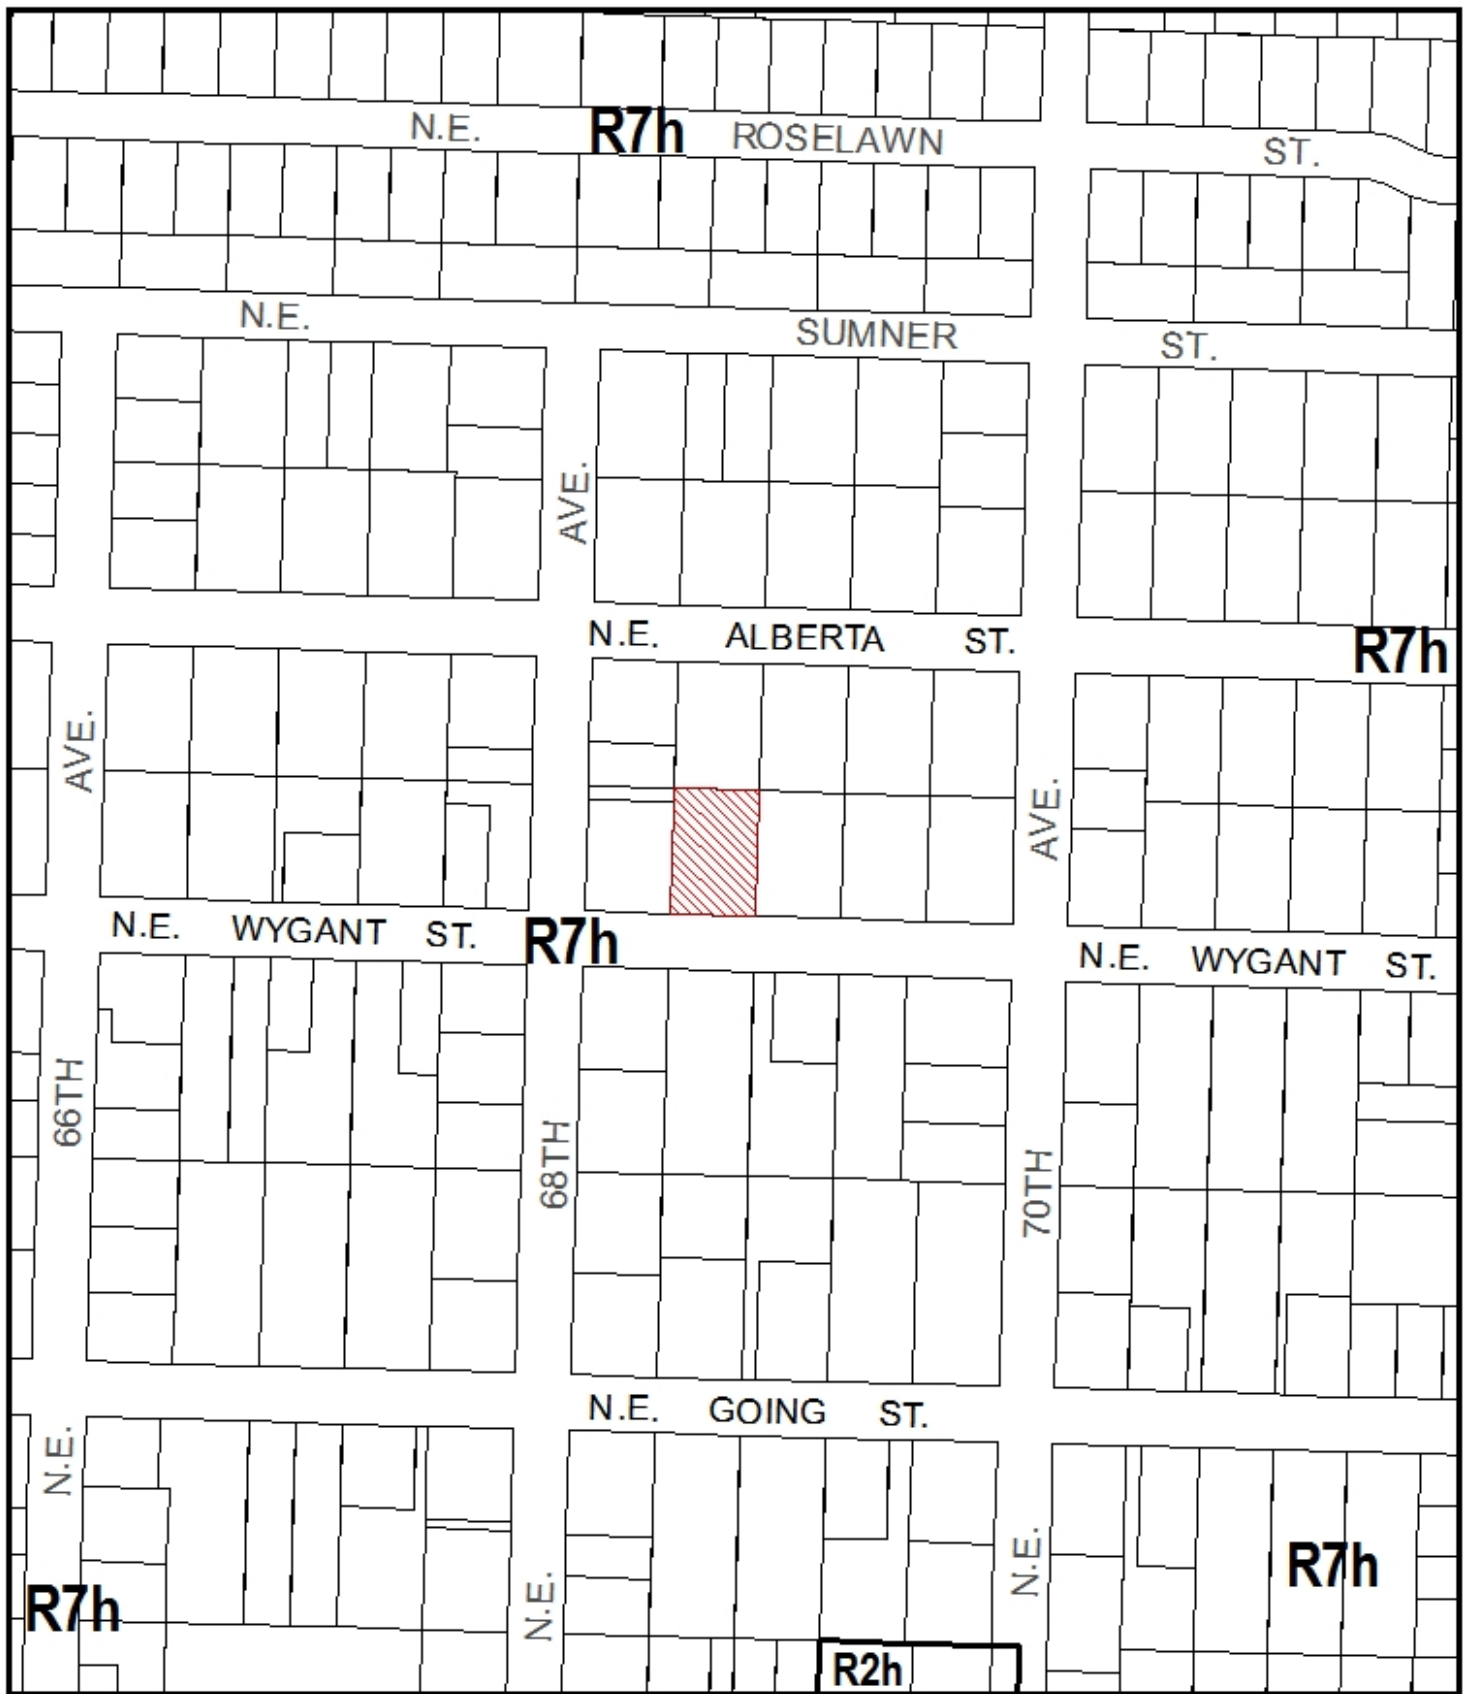 N.E. R7h ROSELAWN ST.
N.E. SUMNER ST.
AVE.
N.E. ALBERTA ST.
R7h
AVE.
AVE.
N.E. WYGANT ST.
R7h
N.E. WYGANT ST.
66TH
68TH
70TH
N.E. GOING ST.
N.E.
N.E.
N.E.
R7h
R7h
R2h